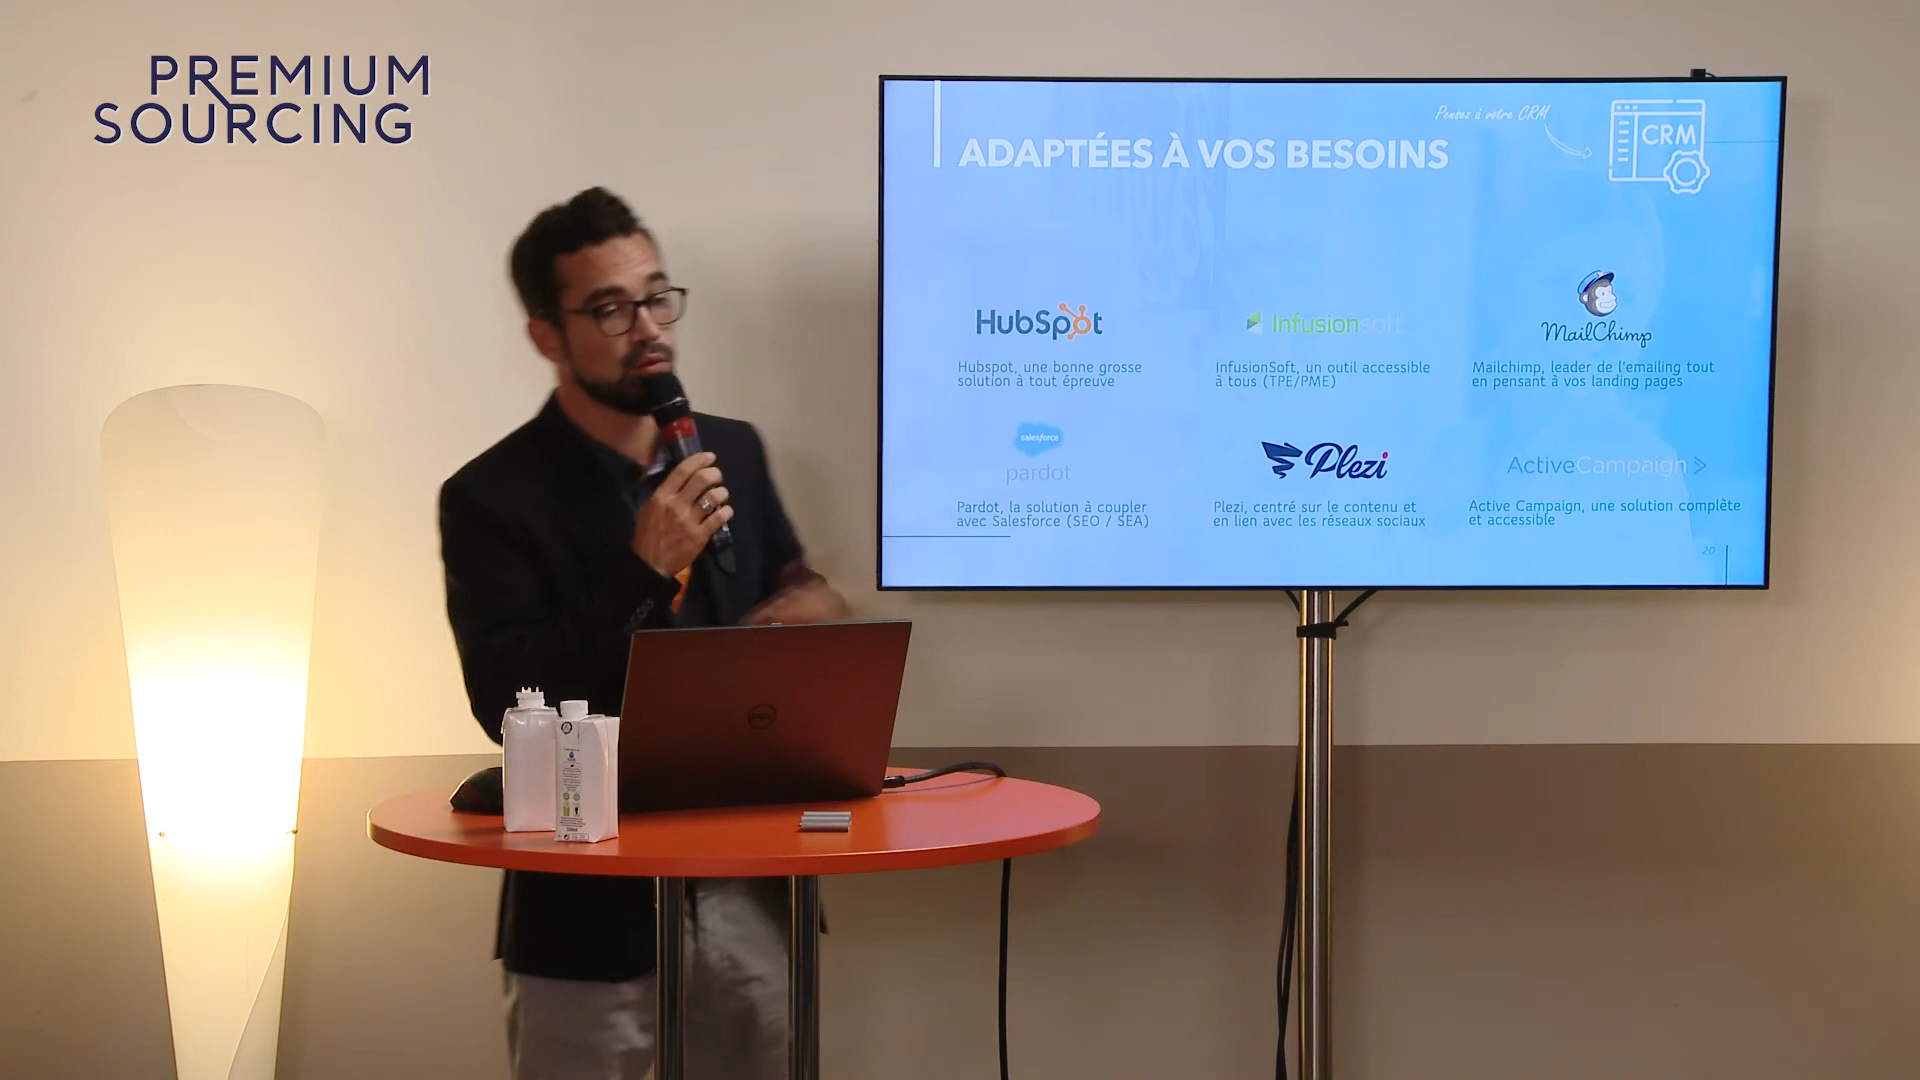 PREMIUM
SOURCING
Pensez à votre CRM
CRM
ADAPTÉES À VOS BESOINS
HubSpot
Hubspot, une bonne grosse
solution à tout épreuve
Infusionsoft
InfusionSoft, un outil accessible
à tous (TPE/PME)
MailChimp
Mailchimp, leader de l'emailing tout
en pensant à vos landing pages
salesforce
pardot
Pardot, la solution à coupler
avec Salesforce (SEO / SEA)
Plezi
Plezi, centré sur le contenu et
en lien avec les réseaux sociaux
ActiveCampaign >
Active Campaign, une solution complète
et accessible
20
DELL